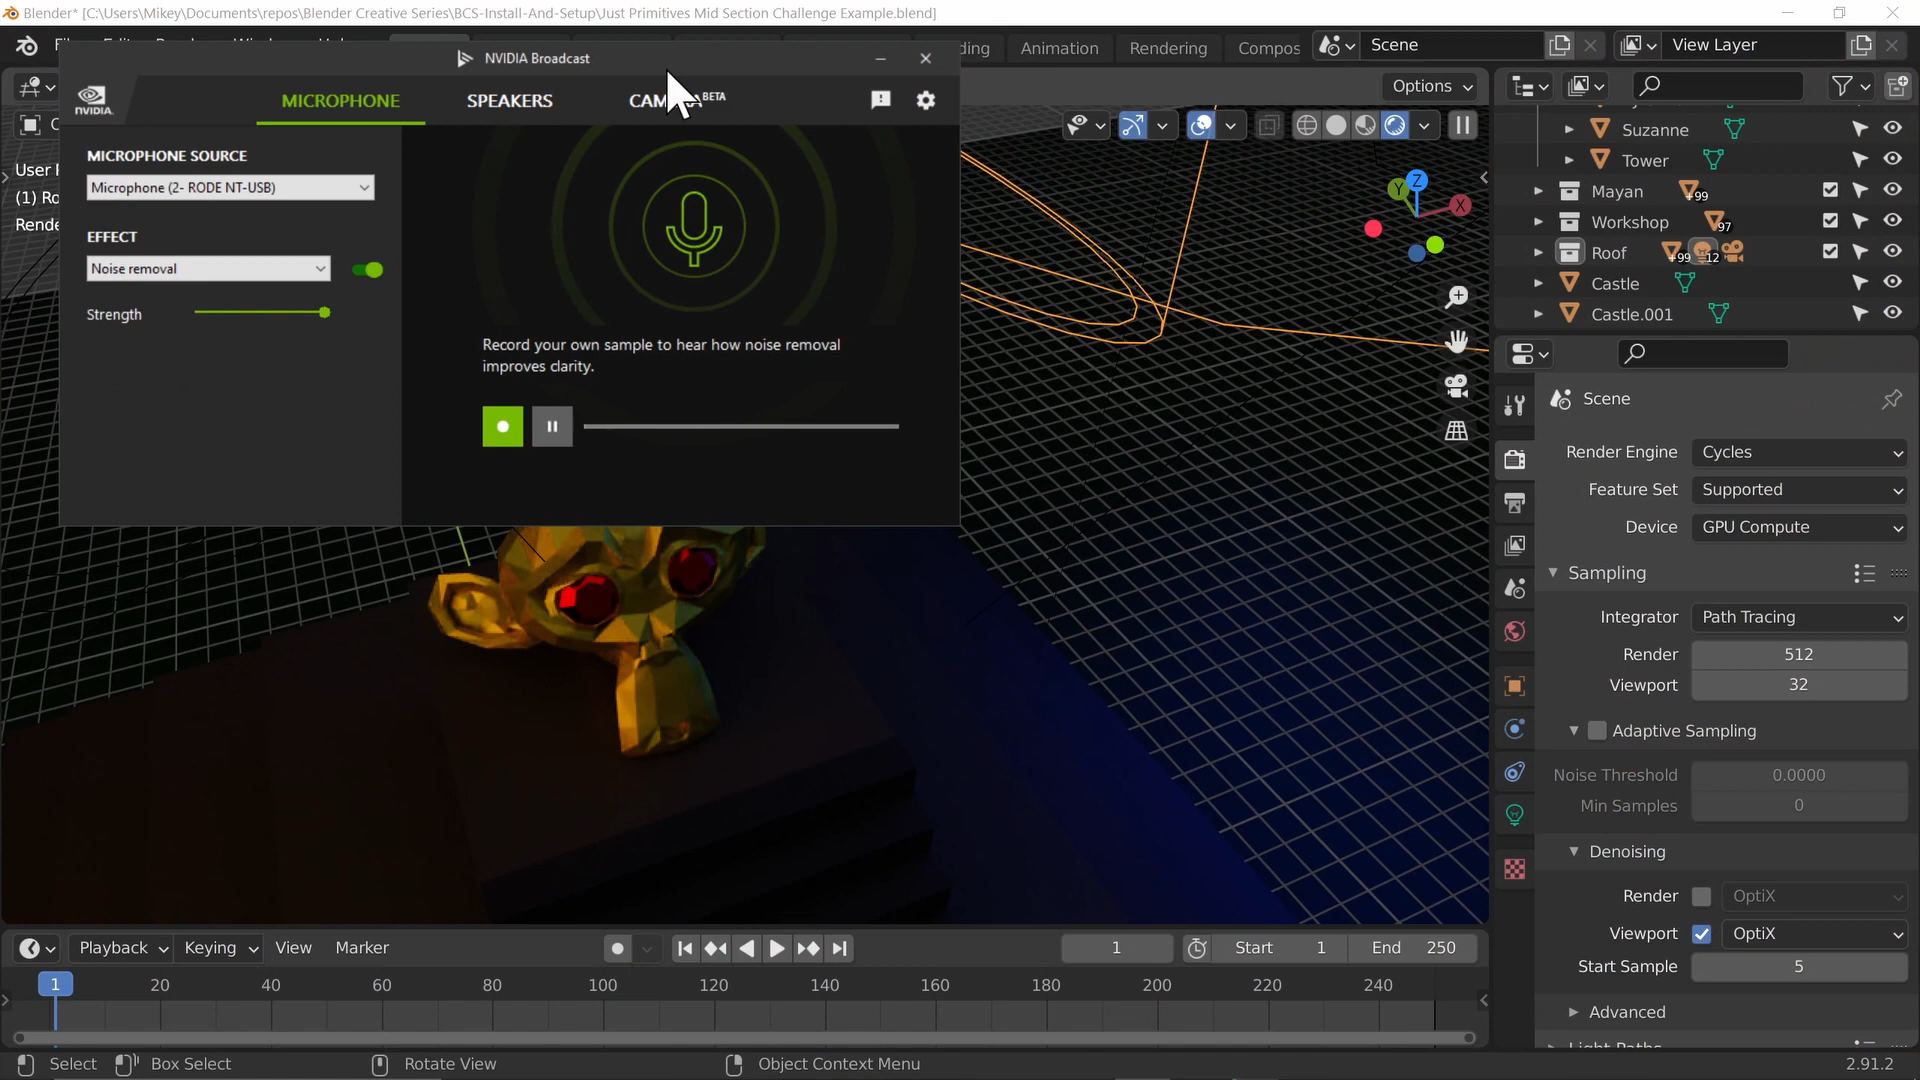 Blender* [C:\Users\Mikey\Documents\repos\Blender Creative Series\BCS-Install-And-Setup\Just Primitives Mid Section Challenge Example.blend]
Animation
Rendering
Scene
View Layer
NVIDIA Broadcast
NVIDIA.
MICROPHONE
SPEAKERS
BETA
Options
MICROPHONE SOURCE
Microphone (2- RODE NT-USB)
EFFECT
Noise removal
Strength
Record your own sample to hear how noise removal
improves clarity.
User
(1)
Z
Y
X
Suzanne
Tower
Mayan
+99
Workshop
97
Roof
+99
12
Castle
Castle.001
Scene
Render Engine
Cycles
Feature Set
Supported
Device
GPU Compute
Sampling
Integrator
Path Tracing
Render
512
Viewport
32
Adaptive Sampling
Noise Threshold
0.0000
Min Samples
0
Denoising
Render
OptiX
Viewport
OptiX
Start Sample
5
Advanced
Playback
Keying
View
Marker
1
Start
1
End
250
1
20
40
60
80
100
120
140
160
180
200
220
240
Select
Box Select
Rotate View
Object Context Menu
2.91.2